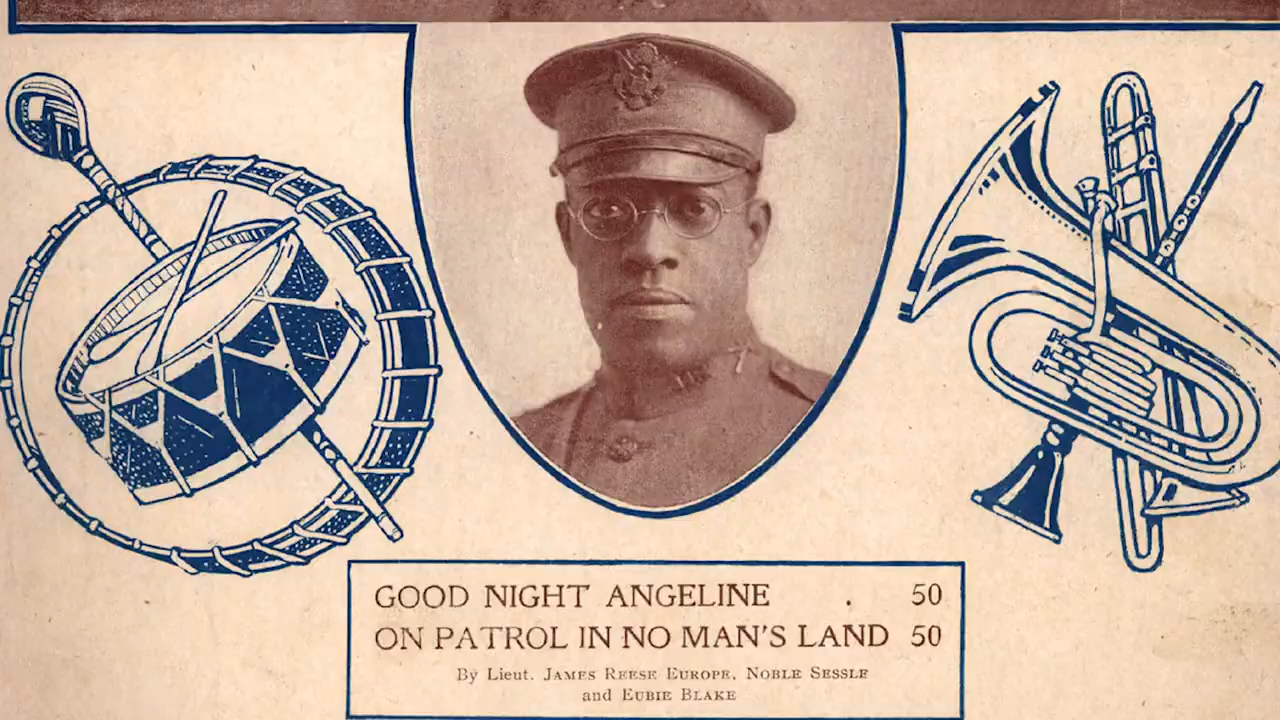 GOOD NIGHT ANGELINE . 50
ON PATROL IN NO MAN'S LAND 50
By Lieut. JAMES REESE EUROPE, NOBLE SESSLE
and EUBIE BLAKE